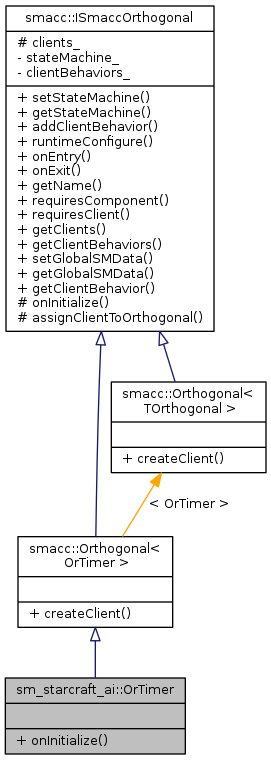 smacc::ISmaccOrthogonal
# clients_
- stateMachine_
- clientBehaviors_
+ setStateMachine()
+ getStateMachine()
+ addClientBehavior()
+ runtimeConfigure()
+ onEntry()
+ onExit()
+ getName()
+ requiresComponent()
+ requiresClient()
+ getClients()
+ getClientBehaviors()
+ setGlobalSMData()
+ getGlobalSMData()
+ getClientBehavior()
# onInitialize()
# assignClientToOrthogonal()
smacc::Orthogonal<
TOrthogonal >
+ createClient()
< OrTimer >
smacc::Orthogonal<
OrTimer >
+ createClient()
sm_starcraft_ai::OrTimer
+ onInitialize()